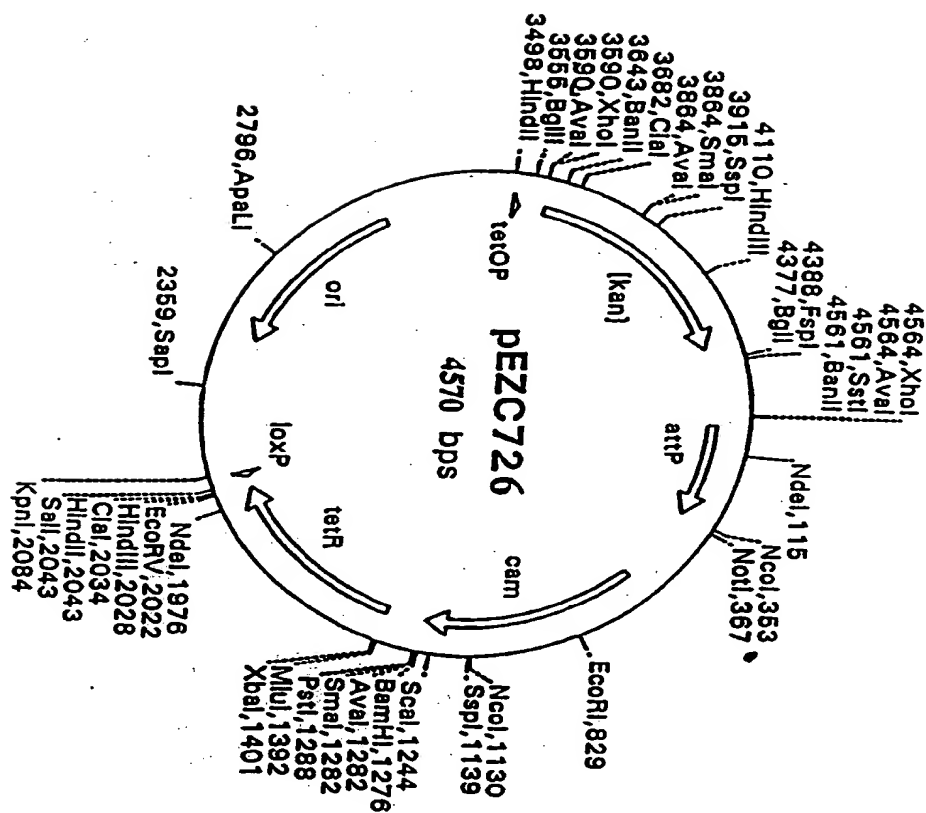 4564,XhoI
4564,AvaI
4561,SstI
4561,BanII
4388,FspI
4377,BglI
4110,HindIII
3915,SspI
3864,SmaI
3864,AvaI
3682,ClaI
3643,BanII
3590,XhoI
3590,AvaI
3555,BglII
3498,HindII
NdeI,115
NcoI,353
NotI,367
EcoRI,829
NcoI,1130
SspI,1139
ScaI,1244
BamHI,1276
AvaI,1282
SmaI,1282
PstI,1288
MluI,1392
XbaI,1401
attP
[kan}
cam
tetOP
pEZC726
4570 bps
ori
tetR
loxP
2796,ApaLI
2359,SapI
NdeI,1976
EcoRV,2022
HindIII,2028
ClaI,2034
HindII,2043
SalI,2043
KpnI,2084